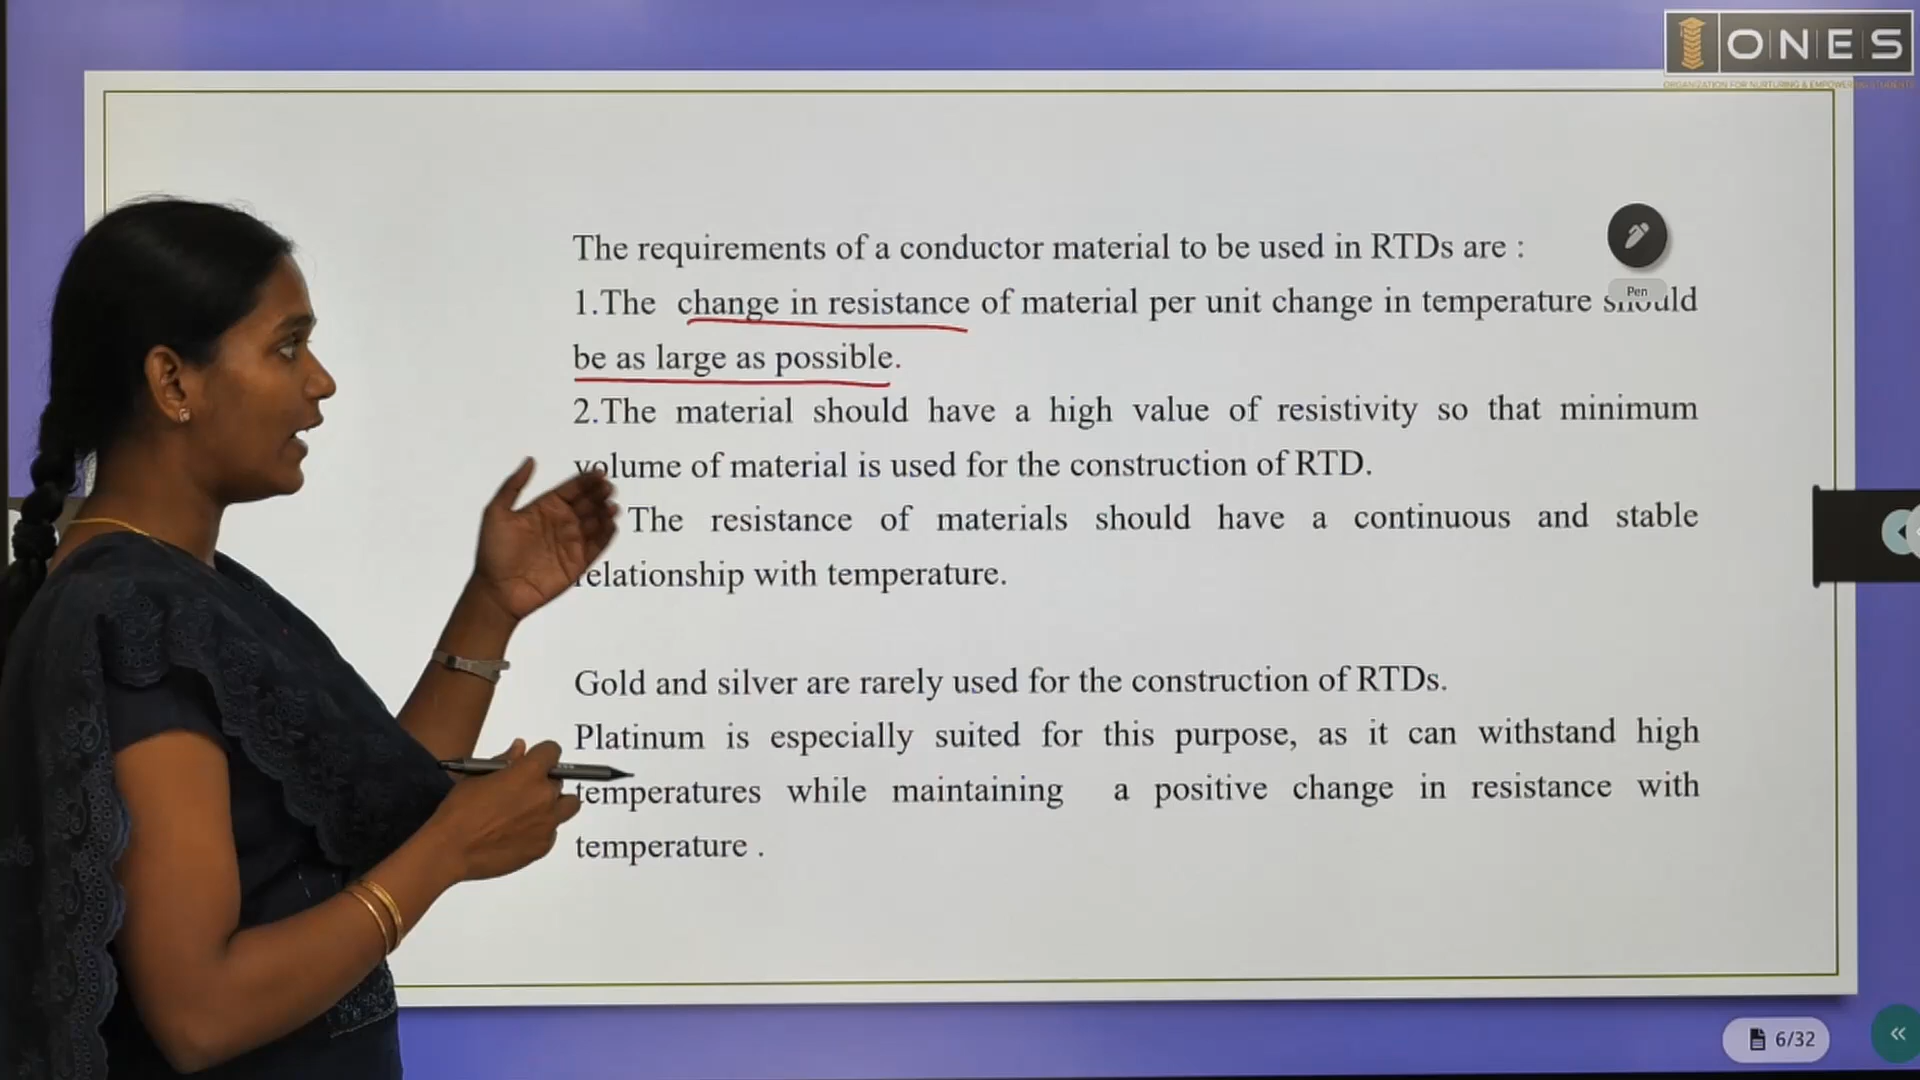 ONES
The requirements of a conductor material to be used in RTDs are :
Pen
1.The change in resistance of material per unit change in temperature should
be as large as possible.
2.The material should have a high value of resistivity so that minimum
volume of material is used for the construction of RTD.
The resistance of materials should have a continuous and stable
relationship with temperature.
Gold and silver are rarely used for the construction of RTDs.
Platinum is especially suited for this purpose, as it can withstand high
temperatures while maintaining a positive change in resistance with
temperature .
6/32